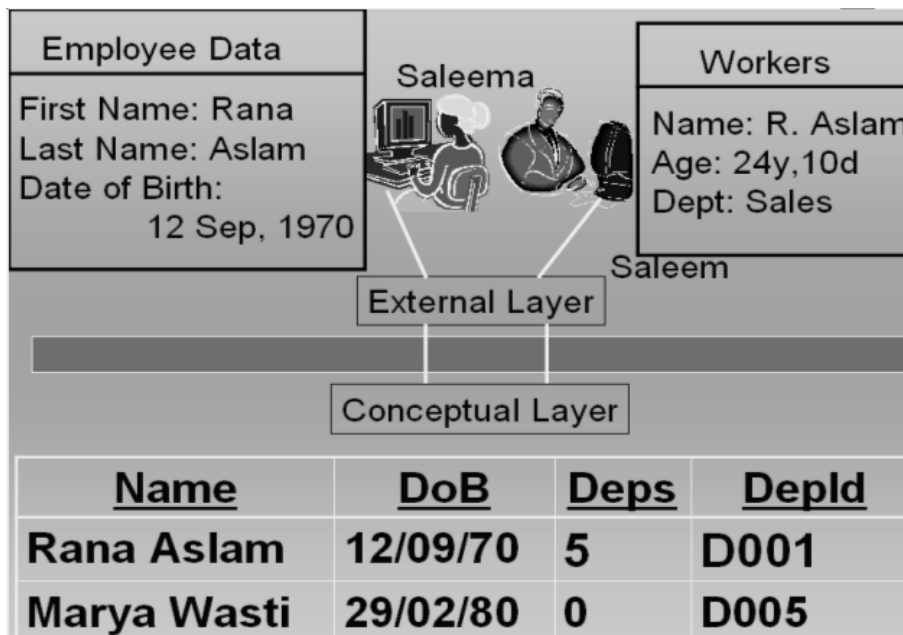 Employee Data
First Name: Rana
Last Name: Aslam
Date of Birth:
12 Sep, 1970
Saleema
Workers
Name: R. Aslam
Age: 24y,10d
Dept: Sales
Saleem
External Layer
Conceptual Layer
Name DoB Deps DepId
Rana Aslam 12/09/70 5 D001
Marya Wasti 29/02/80 0 D005